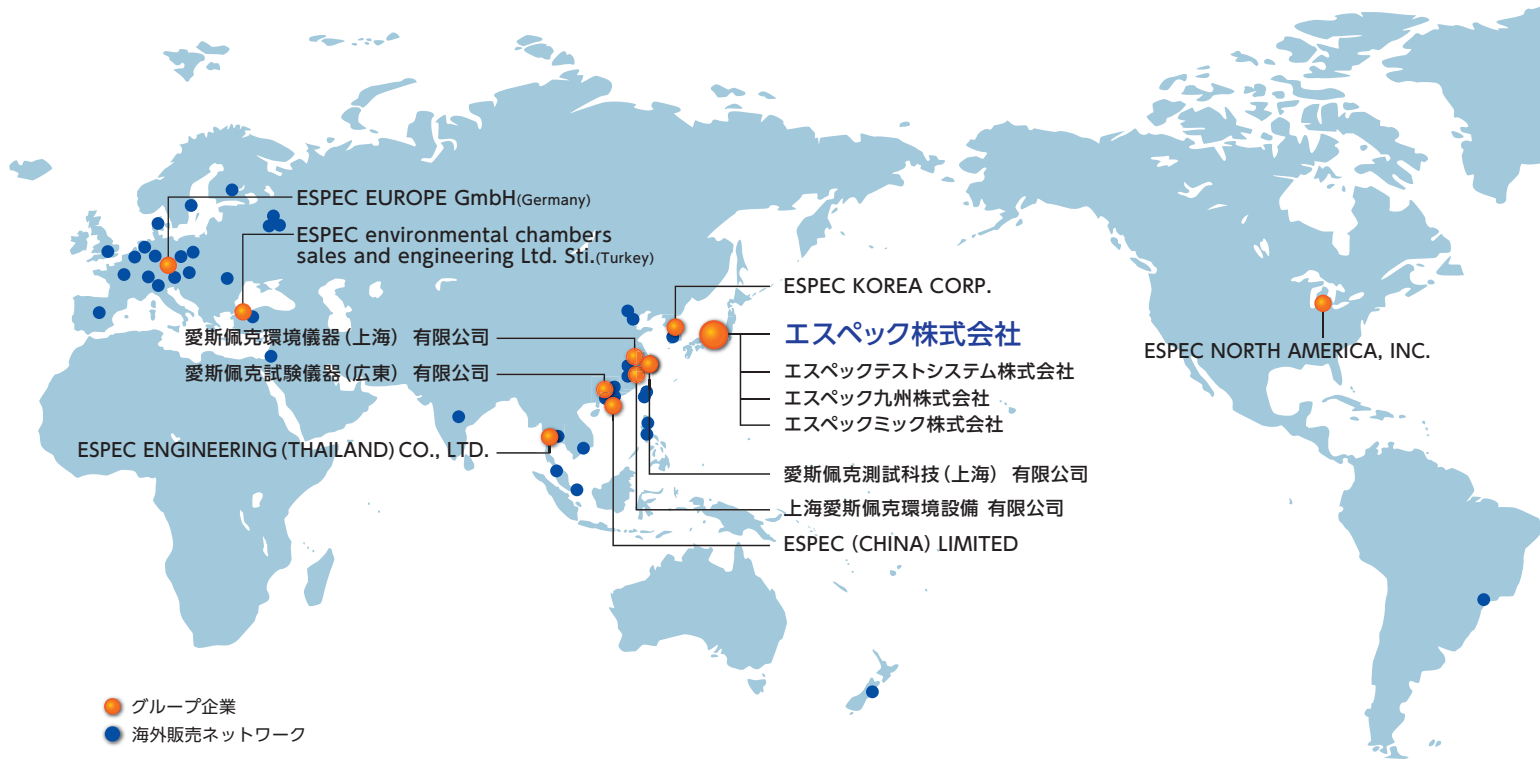 ESPEC EUROPE GmbH(Germany)
ESPEC environmental chambers
sales and engineering Ltd. Sti.(Turkey)
愛斯佩克環境儀器(上海) 有限公司
愛斯佩克試験儀器(広東) 有限公司
ESPEC ENGINEERING(THAILAND)CO., LTD.
ESPEC KOREA CORP.
エスペック株式会社
エスペックテストシステム株式会社
エスペック九州株式会社
エスペックミック株式会社
愛斯佩克測試科技(上海) 有限公司
上海愛斯佩克環境設備 有限公司
ESPEC (CHINA) LIMITED
ESPEC NORTH AMERICA, INC.
グループ企業
海外販売ネットワーク